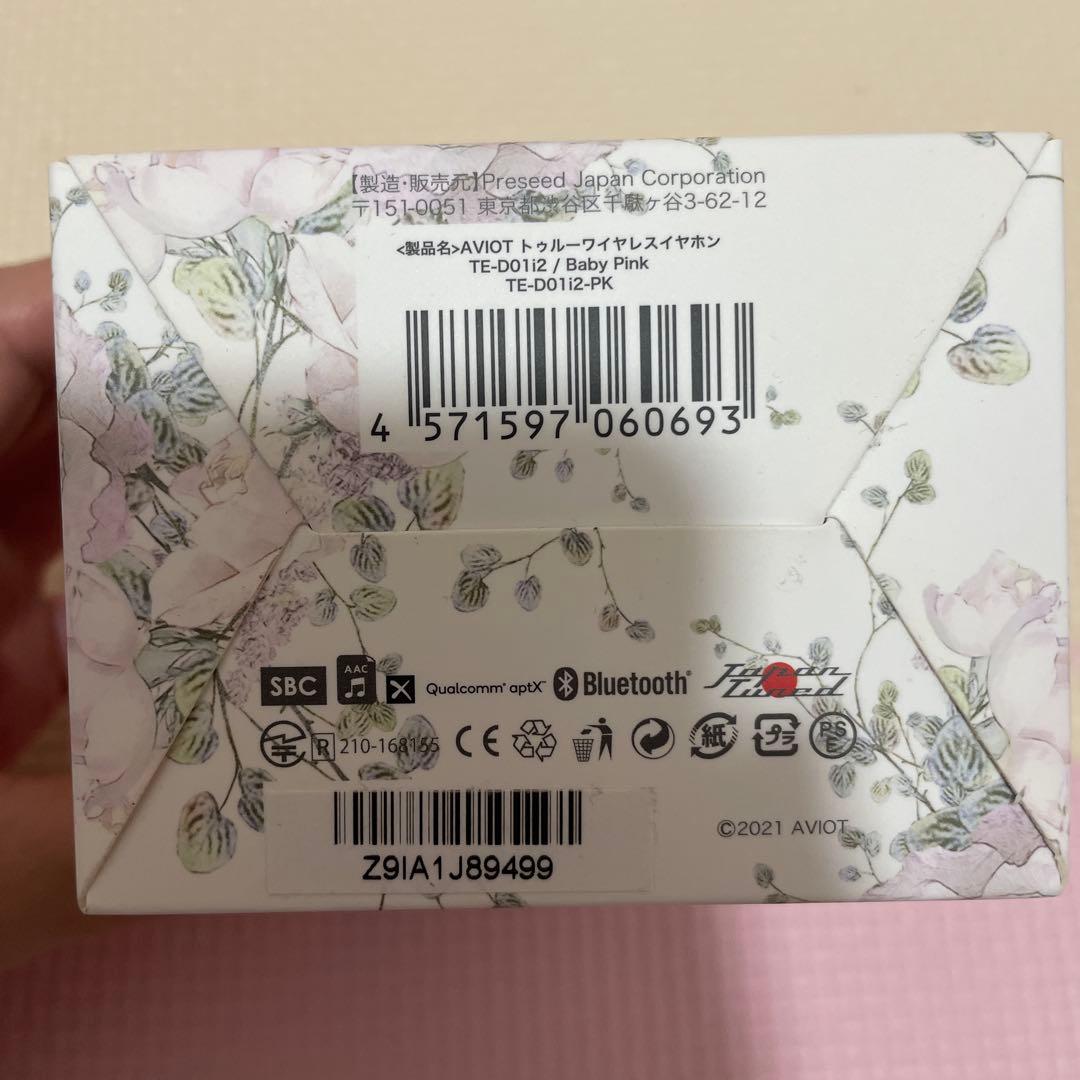 【製造・販売元】Preseed Japan Corporation
〒151-0051 東京都渋谷区千駄ヶ谷3-62-12
<製品名>AVIOT トゥルーワイヤレスイヤホン
TE-D01i2 / Baby Pink
TE-D01i2-PK
4 571597 060693
SBC AAC Qualcomm® aptX™ Bluetooth® Japan Tuned
R 210-168155 CE 紙 プラ PS E
©2021 AVIOT
Z9IA1J89499